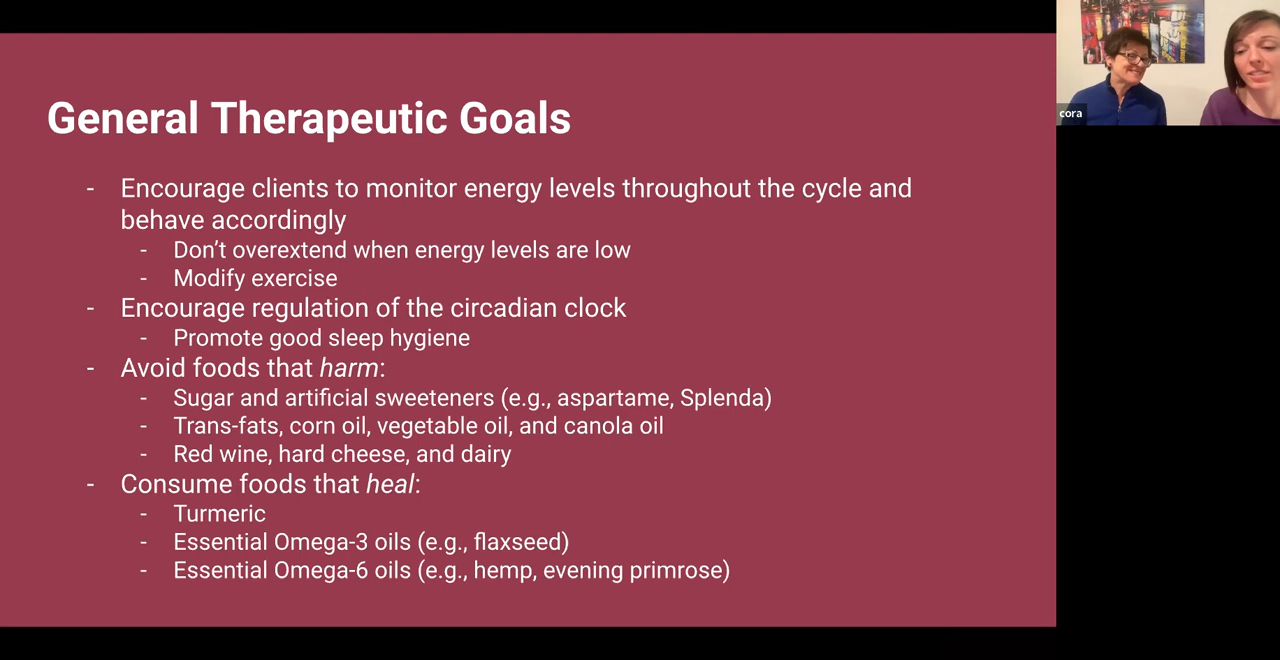 General Therapeutic Goals
- Encourage clients to monitor energy levels throughout the cycle and
behave accordingly
- Don’t overextend when energy levels are low
- Modify exercise
- Encourage regulation of the circadian clock
- Promote good sleep hygiene
- Avoid foods that harm:
- Sugar and artificial sweeteners (e.g., aspartame, Splenda)
- Trans-fats, corn oil, vegetable oil, and canola oil
- Red wine, hard cheese, and dairy
- Consume foods that heal:
- Turmeric
- Essential Omega-3 oils (e.g., flaxseed)
- Essential Omega-6 oils (e.g., hemp, evening primrose)
cora